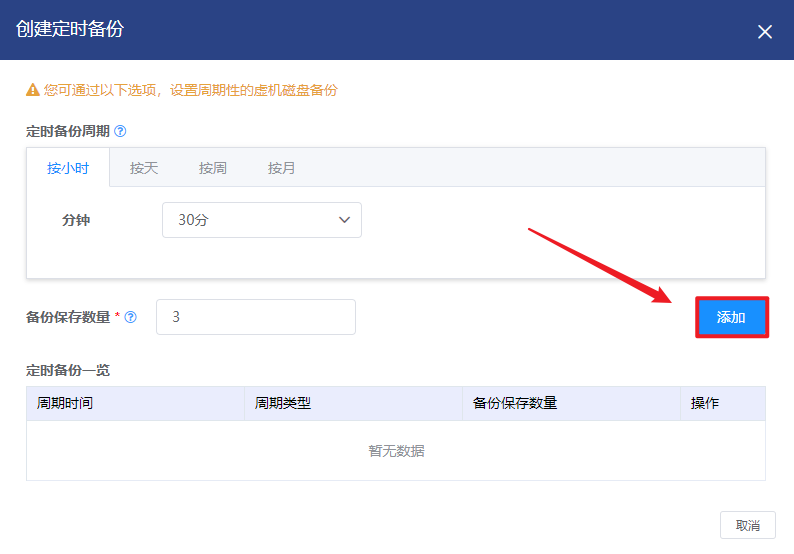 创建定时备份
您可通过以下选项，设置周期性的虚机磁盘备份
定时备份周期
按小时 按天 按周 按月
分钟 30分
备份保存数量 * 3 添加
定时备份一览
周期时间 周期类型 备份保存数量 操作
暂无数据
取消